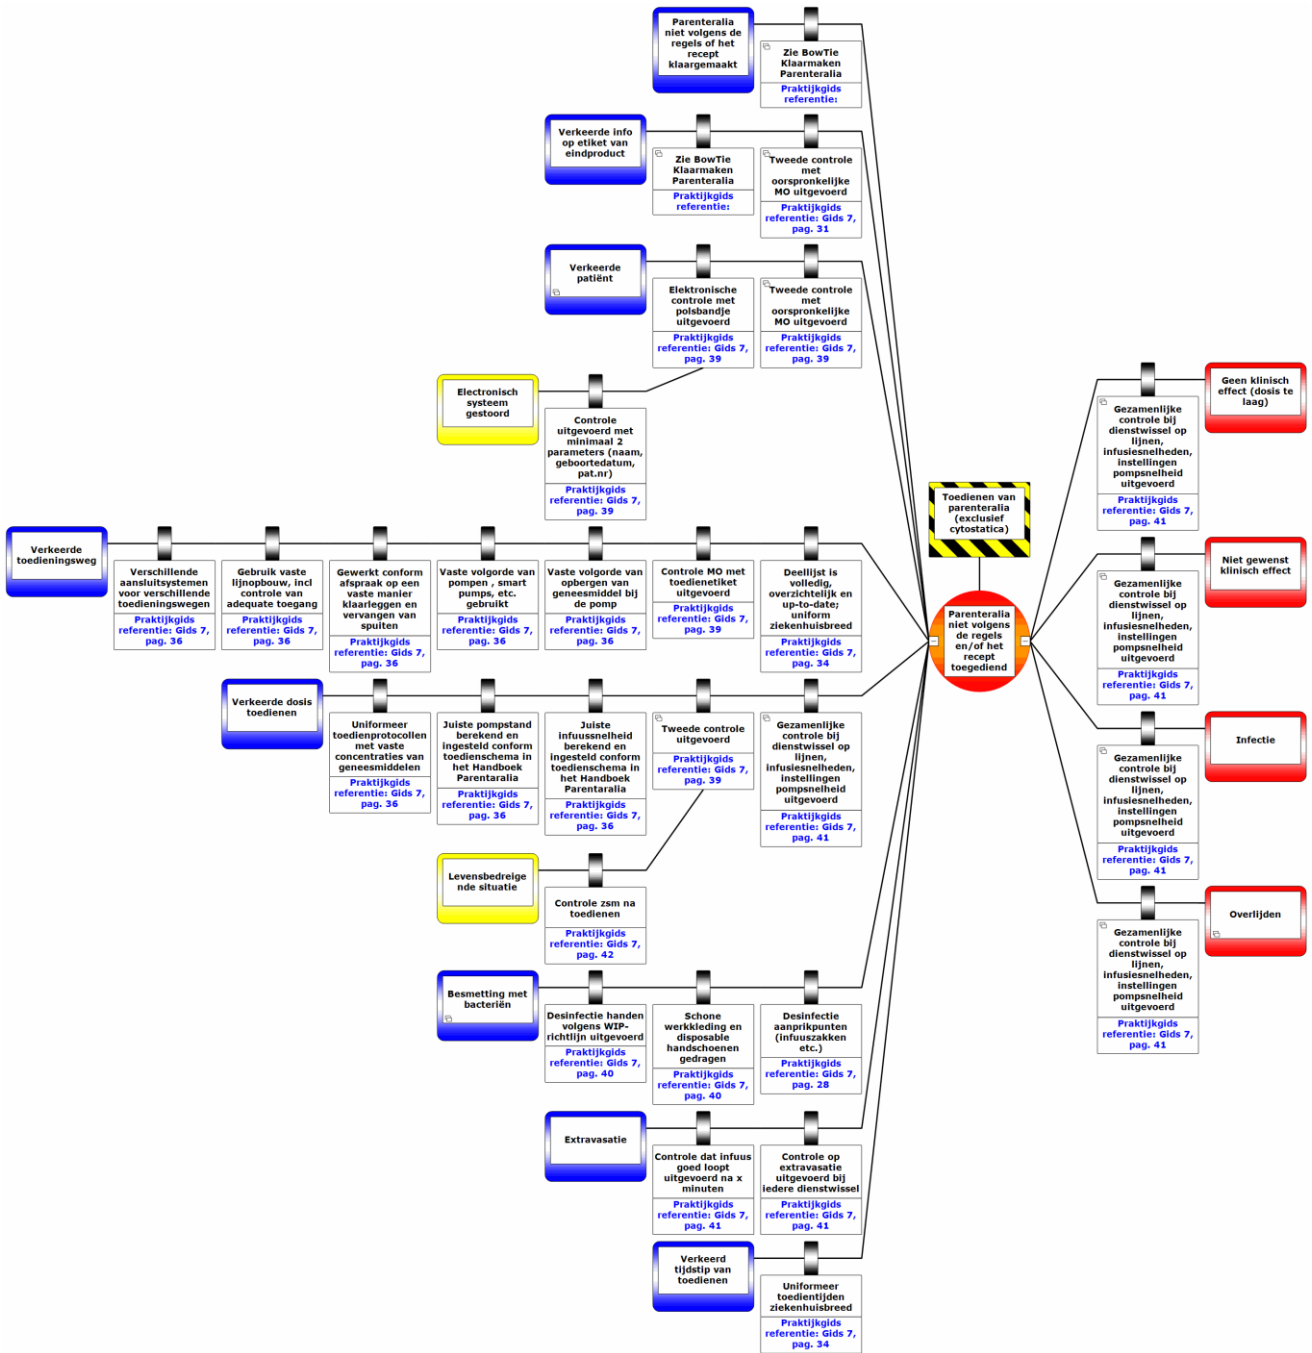 Parenteralia
niet volgens de
regels of het
recept
klaargemaakt
Zie BowTie
Klaarmaken
Parenteralia
Praktijkgids
referentie:
Verkeerde info
op etiket van
eindproduct
Zie BowTie
Klaarmaken
Parenteralia
Praktijkgids
referentie:
Tweede controle
met
oorspronkelijke
MO uitgevoerd
Praktijkgids
referentie: Gids 7,
pag. 31
Verkeerde
patiënt
Elektronische
controle met
polsbandje
uitgevoerd
Praktijkgids
referentie: Gids 7,
pag. 39
Tweede controle
met
oorspronkelijke
MO uitgevoerd
Praktijkgids
referentie: Gids 7,
pag. 39
Electronisch
systeem
gestoord
Controle
uitgevoerd met
minimaal 2
parameters (naam,
geboortedatum,
pat.nr)
Praktijkgids
referentie: Gids 7,
pag. 39
Verkeerde
toedieningsweg
Verschillende
aansluitsystemen
voor verschillende
toedieningswegen
Praktijkgids
referentie: Gids 7,
pag. 36
Gebruik vaste
lijnopbouw, incl
controle van
adequate toegang
Praktijkgids
referentie: Gids 7,
pag. 36
Gewerkt conform
afspraak op een
vaste manier
klaarleggen en
vervangen van
spuiten
Praktijkgids
referentie: Gids 7,
pag. 36
Vaste volgorde van
pompen , smart
pumps, etc.
gebruikt
Praktijkgids
referentie: Gids 7,
pag. 36
Vaste volgorde van
opbergen van
geneesmiddel bij
de pomp
Praktijkgids
referentie: Gids 7,
pag. 36
Controle MO met
toedienetiket
uitgevoerd
Praktijkgids
referentie: Gids 7,
pag. 39
Deellijst is
volledig,
overzichtelijk en
up-to-date;
uniform
ziekenhuisbreed
Praktijkgids
referentie: Gids 7,
pag. 34
Verkeerde dosis
toedienen
Uniformeer
toedienprotocollen
met vaste
concentraties van
geneesmiddelen
Praktijkgids
referentie: Gids 7,
pag. 36
Juiste pompstand
berekend en
ingesteld conform
toedienschema in
het Handboek
Parentaralia
Praktijkgids
referentie: Gids 7,
pag. 36
Juiste
infuussnelheid
berekend en
ingesteld conform
toedienschema in
het Handboek
Parentaralia
Praktijkgids
referentie: Gids 7,
pag. 36
Tweede controle
uitgevoerd
Praktijkgids
referentie: Gids 7,
pag. 39
Gezamenlijke
controle bij
dienstwissel op
lijnen,
infusiesnelheden,
instellingen
pompsnelheid
uitgevoerd
Praktijkgids
referentie: Gids 7,
pag. 41
Levensbedreige
nde situatie
Controle zsm na
toedienen
Praktijkgids
referentie: Gids 7,
pag. 42
Besmetting met
bacteriën
Desinfectie handen
volgens WIP-
richtlijn uitgevoerd
Praktijkgids
referentie: Gids 7,
pag. 40
Schone
werkkleding en
disposable
handschoenen
gedragen
Praktijkgids
referentie: Gids 7,
pag. 40
Desinfectie
aanprikpunten
(infuuszakken
etc.)
Praktijkgids
referentie: Gids 7,
pag. 28
Extravasatie
Controle dat infuus
goed loopt
uitgevoerd na x
minuten
Praktijkgids
referentie: Gids 7,
pag. 41
Controle op
extravasatie
uitgevoerd bij
iedere dienstwissel
Praktijkgids
referentie: Gids 7,
pag. 41
Verkeerd
tijdstip van
toedienen
Uniformeer
toedientijden
ziekenhuisbreed
Praktijkgids
referentie: Gids 7,
pag. 34
Toedienen van
parenteralia
(exclusief
cytostatica)
Parenteralia
niet volgens
de regels
en/of het
recept
toegediend
Geen klinisch
effect (dosis te
laag)
Gezamenlijke
controle bij
dienstwissel op
lijnen,
infusiesnelheden,
instellingen
pompsnelheid
uitgevoerd
Praktijkgids
referentie: Gids 7,
pag. 41
Niet gewenst
klinisch effect
Gezamenlijke
controle bij
dienstwissel op
lijnen,
infusiesnelheden,
instellingen
pompsnelheid
uitgevoerd
Praktijkgids
referentie: Gids 7,
pag. 41
Infectie
Gezamenlijke
controle bij
dienstwissel op
lijnen,
infusiesnelheden,
instellingen
pompsnelheid
uitgevoerd
Praktijkgids
referentie: Gids 7,
pag. 41
Overlijden
Gezamenlijke
controle bij
dienstwissel op
lijnen,
infusiesnelheden,
instellingen
pompsnelheid
uitgevoerd
Praktijkgids
referentie: Gids 7,
pag. 41